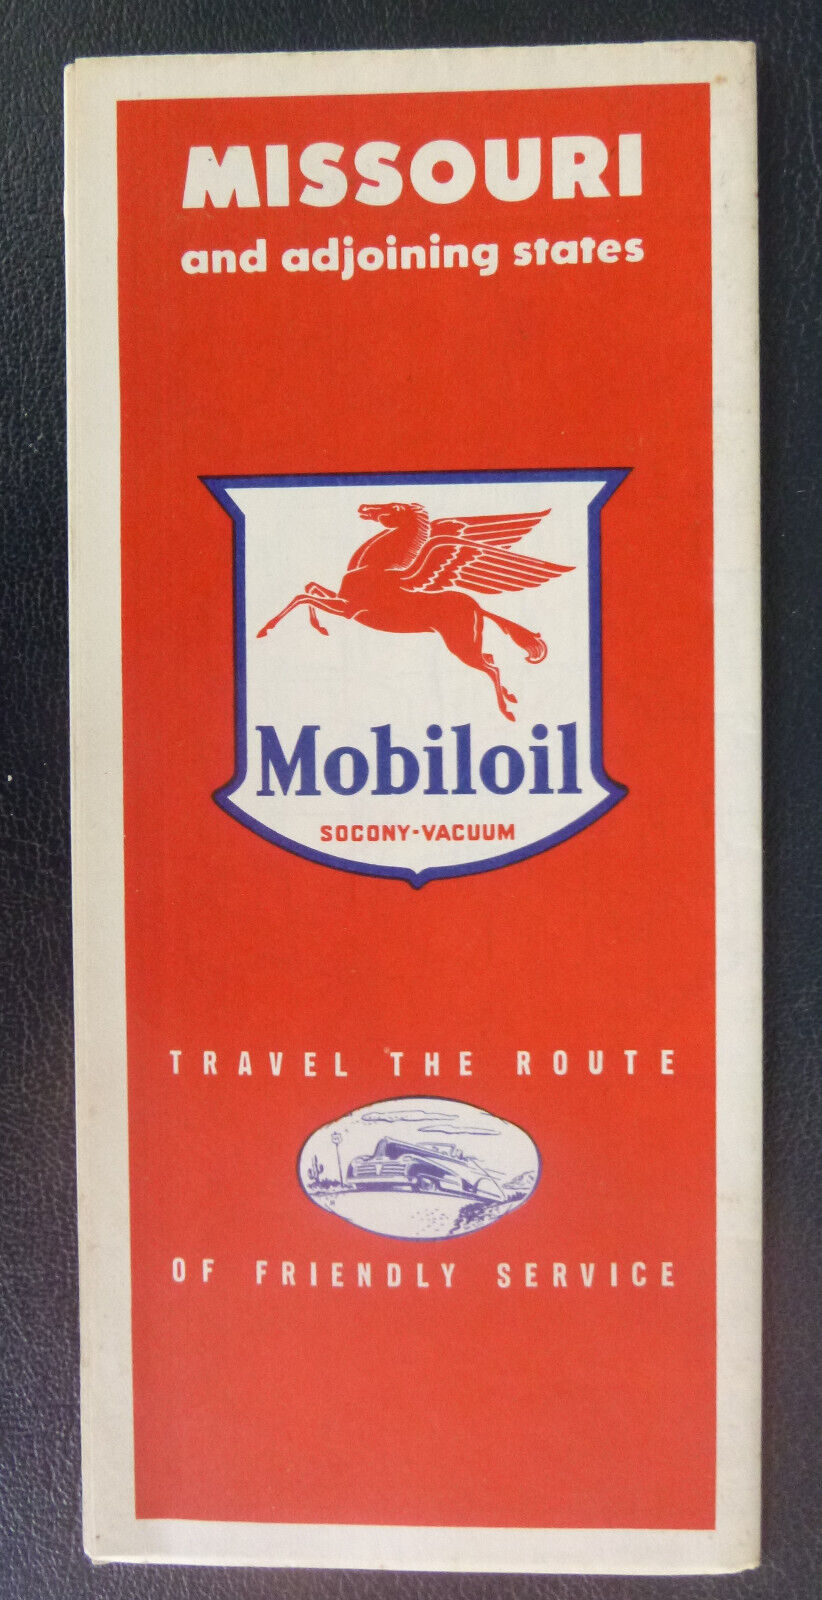 MISSOURI
and adjoining states
Mobiloil
SOCONY-VACUUM
TRAVEL THE ROUTE
OF FRIENDLY SERVICE